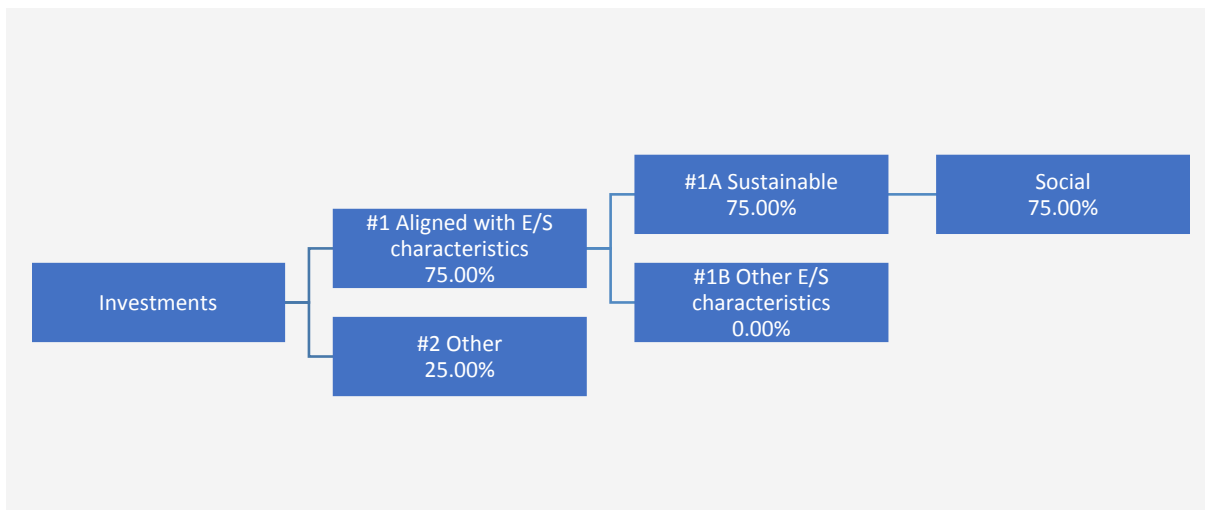 Investments
#1 Aligned with E/S
characteristics
75.00%
#2 Other
25.00%
#1A Sustainable
75.00%
#1B Other E/S
characteristics
0.00%
Social
75.00%